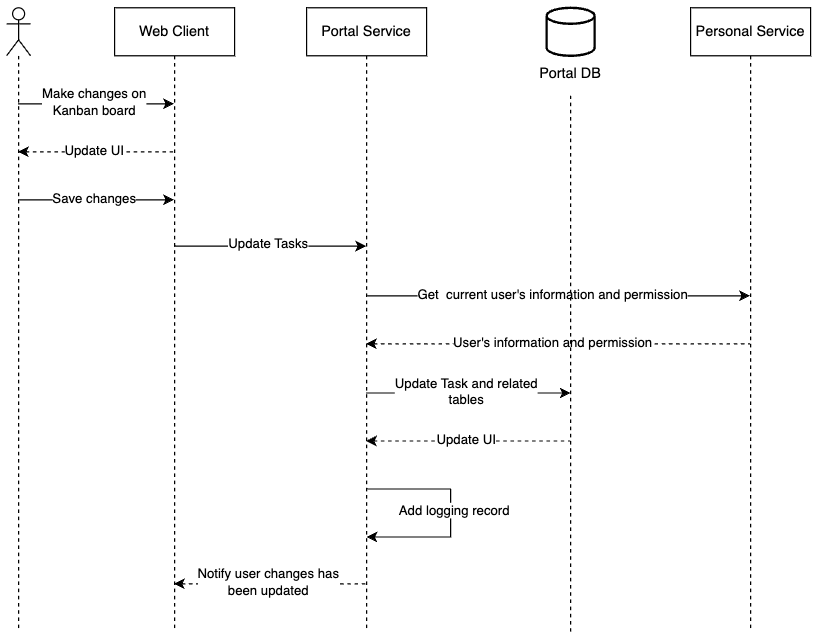 Web Client
Portal Service
Portal DB
Personal Service
Make changes on
Kanban board
Update UI
Save changes
Update Tasks
Get current user's information and permission
User's information and permission
Update Task and related
tables
Update UI
Add logging record
Notify user changes has
been updated